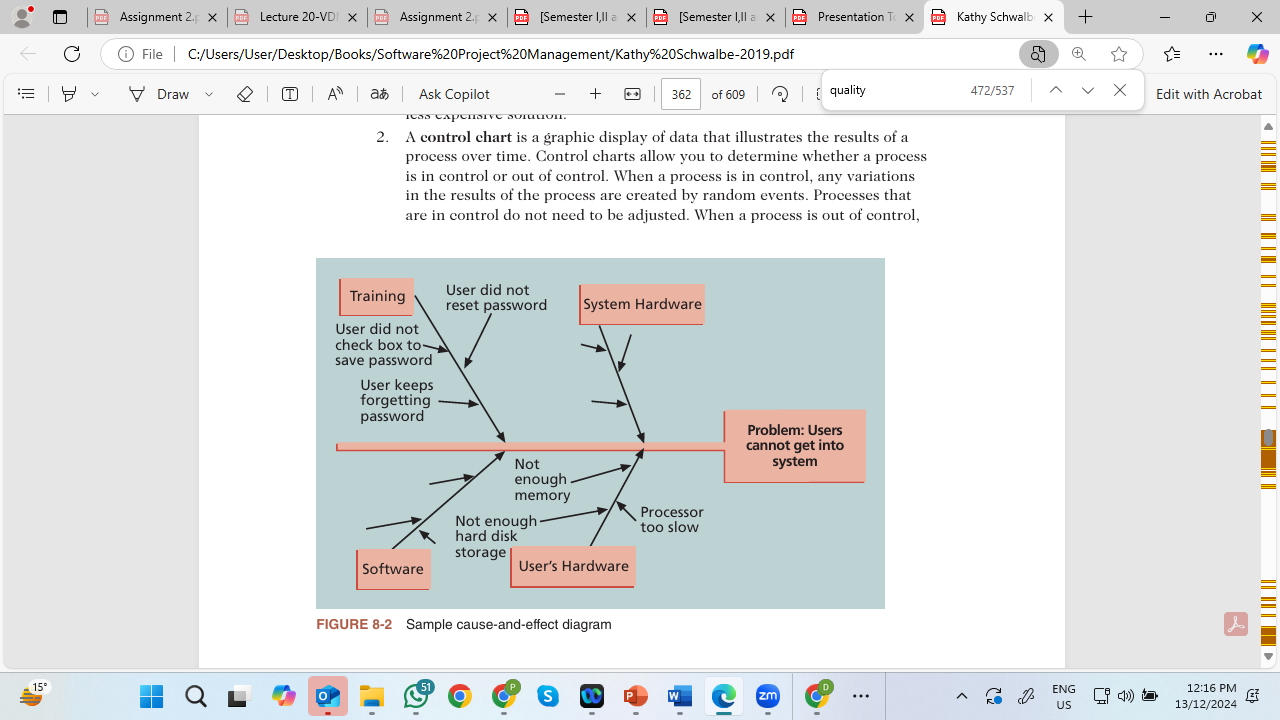 Assignment 2.p
Lecture 20-VDI
Assignment 2.p
[Semester I,II a
[Semester I,II a
Presentation To
Kathy Schwalb
File
C:/Users/User/Desktop/Books/Software%20Project%20Management/Kathy%20Schwalbe-2019.pdf
Draw
Ask Copilot
362
of 609
quality
472/537
Edit with Acrobat
less expensive solution.
2. A control chart is a graphic display of data that illustrates the results of a
process over time. Control charts allow you to determine whether a process
is in control or out of control. When a process is in control, any variations
in the results of the process are created by random events. Processes that
are in control do not need to be adjusted. When a process is out of control,
Training
User did not
reset password
System Hardware
User did not
check box to
save password
User keeps
forgetting
password
Problem: Users
cannot get into
system
Not
enough
memory
Processor
too slow
Not enough
hard disk
storage
Software
User's Hardware
FIGURE 8-2 Sample cause-and-effect diagram
15°
51
P
D
ENG
US
12:16 PM
13/12/2024